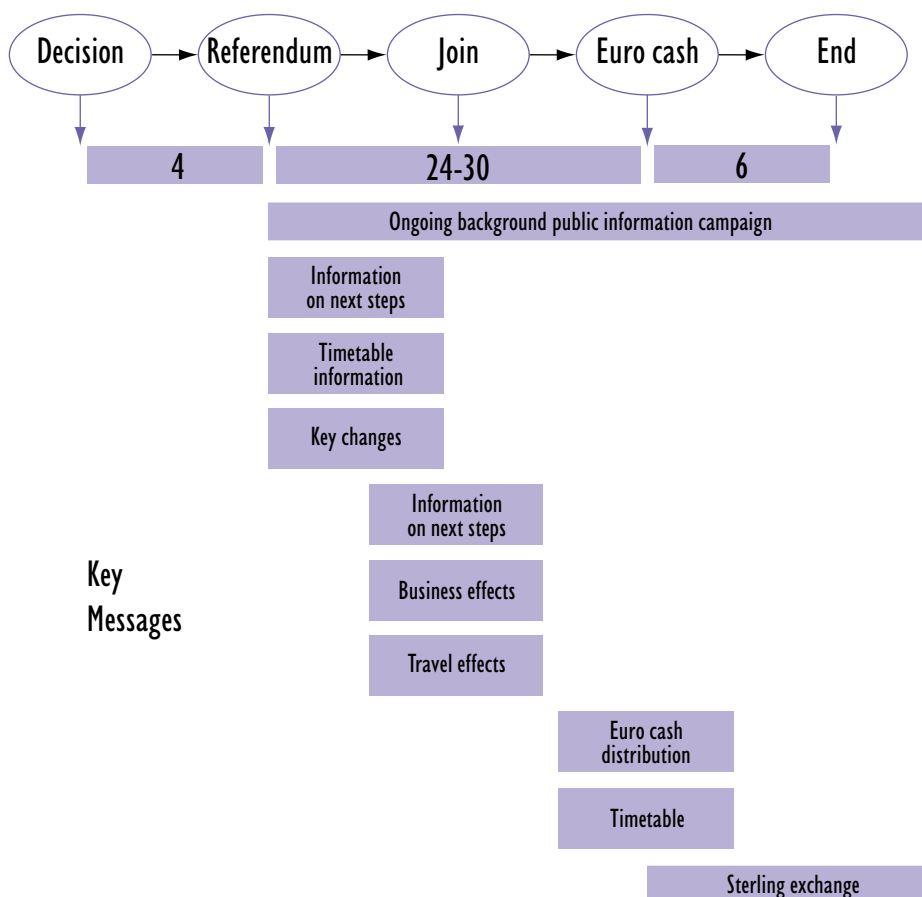 Decision
Referendum
Join
Euro cash
End
4
24-30
6
Ongoing background public information campaign
Information
on next steps
Timetable
information
Key changes
Information
on next steps
Key
Messages
Business effects
Travel effects
Euro cash
distribution
Timetable
Sterling exchange